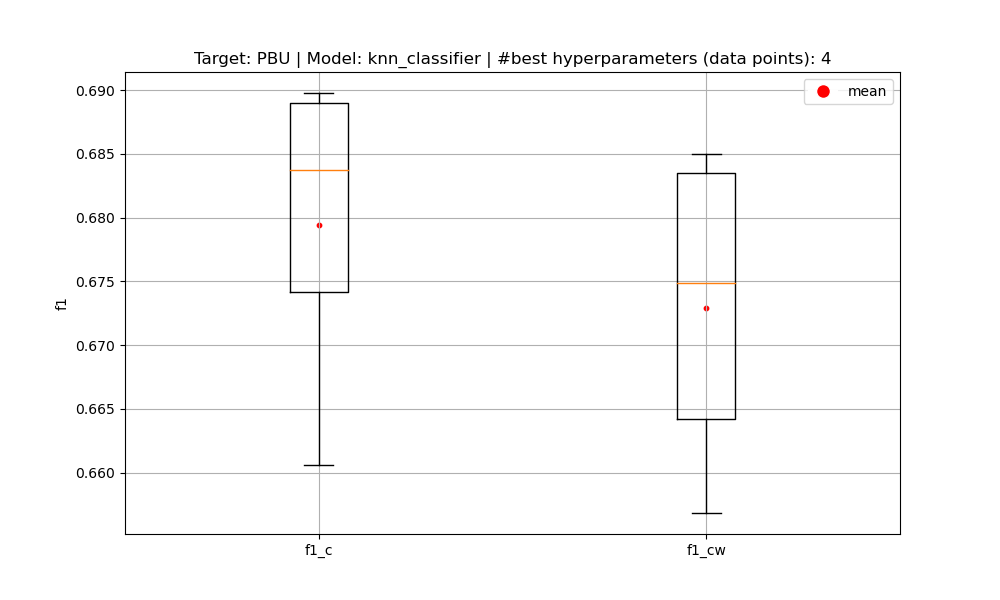 Target: PBU | Model: knn_classifier | #best hyperparameters (data points): 4
mean
0.690
0.685
0.680
0.675
0.670
0.665
0.660
f1
f1_c
f1_cw